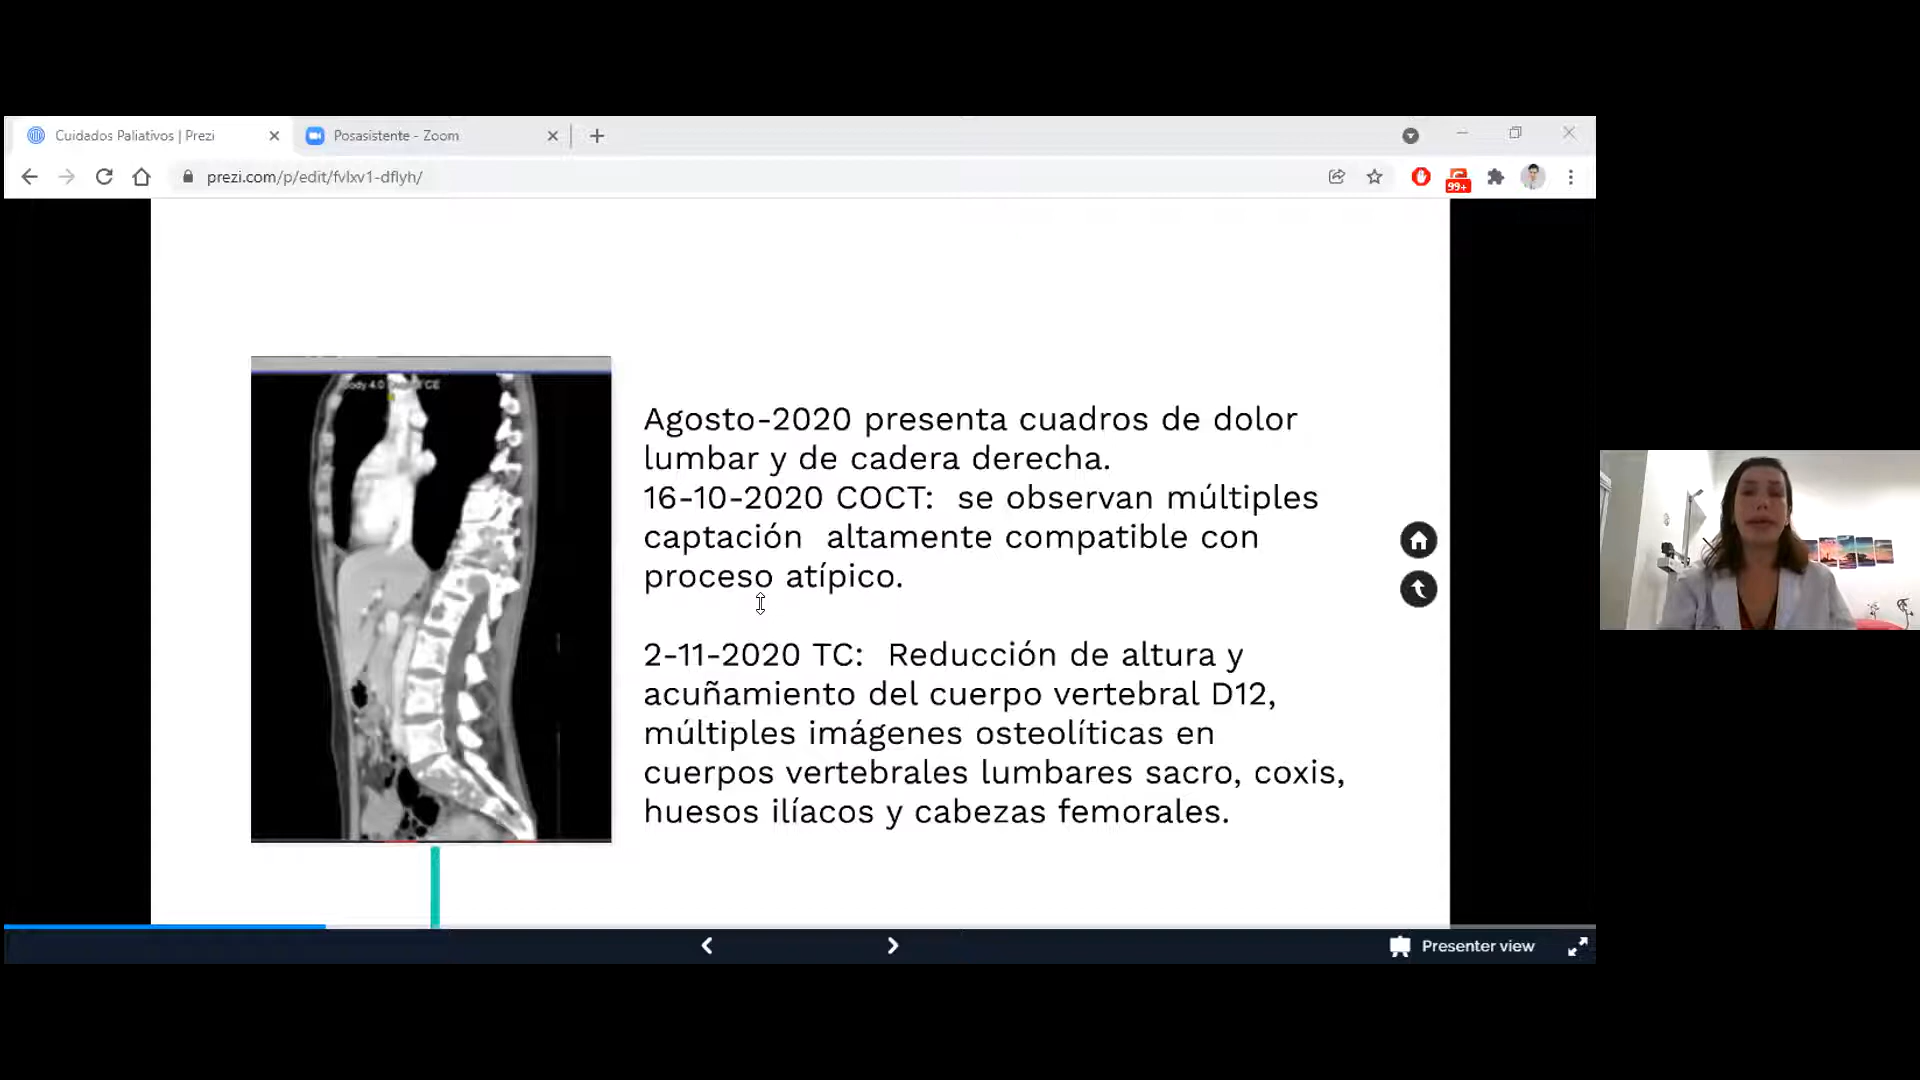 Cuidados Paliativos | Prezi
Posasistente - Zoom
prezi.com/p/edit/fvlxv1-dflyh/
99+
Agosto-2020 presenta cuadros de dolor
lumbar y de cadera derecha.
16-10-2020 COCT: se observan múltiples
captación altamente compatible con
proceso atípico.
2-11-2020 TC: Reducción de altura y
acuñamiento del cuerpo vertebral D12,
múltiples imágenes osteolíticas en
cuerpos vertebrales lumbares sacro, coxis,
huesos ilíacos y cabezas femorales.
Presenter view